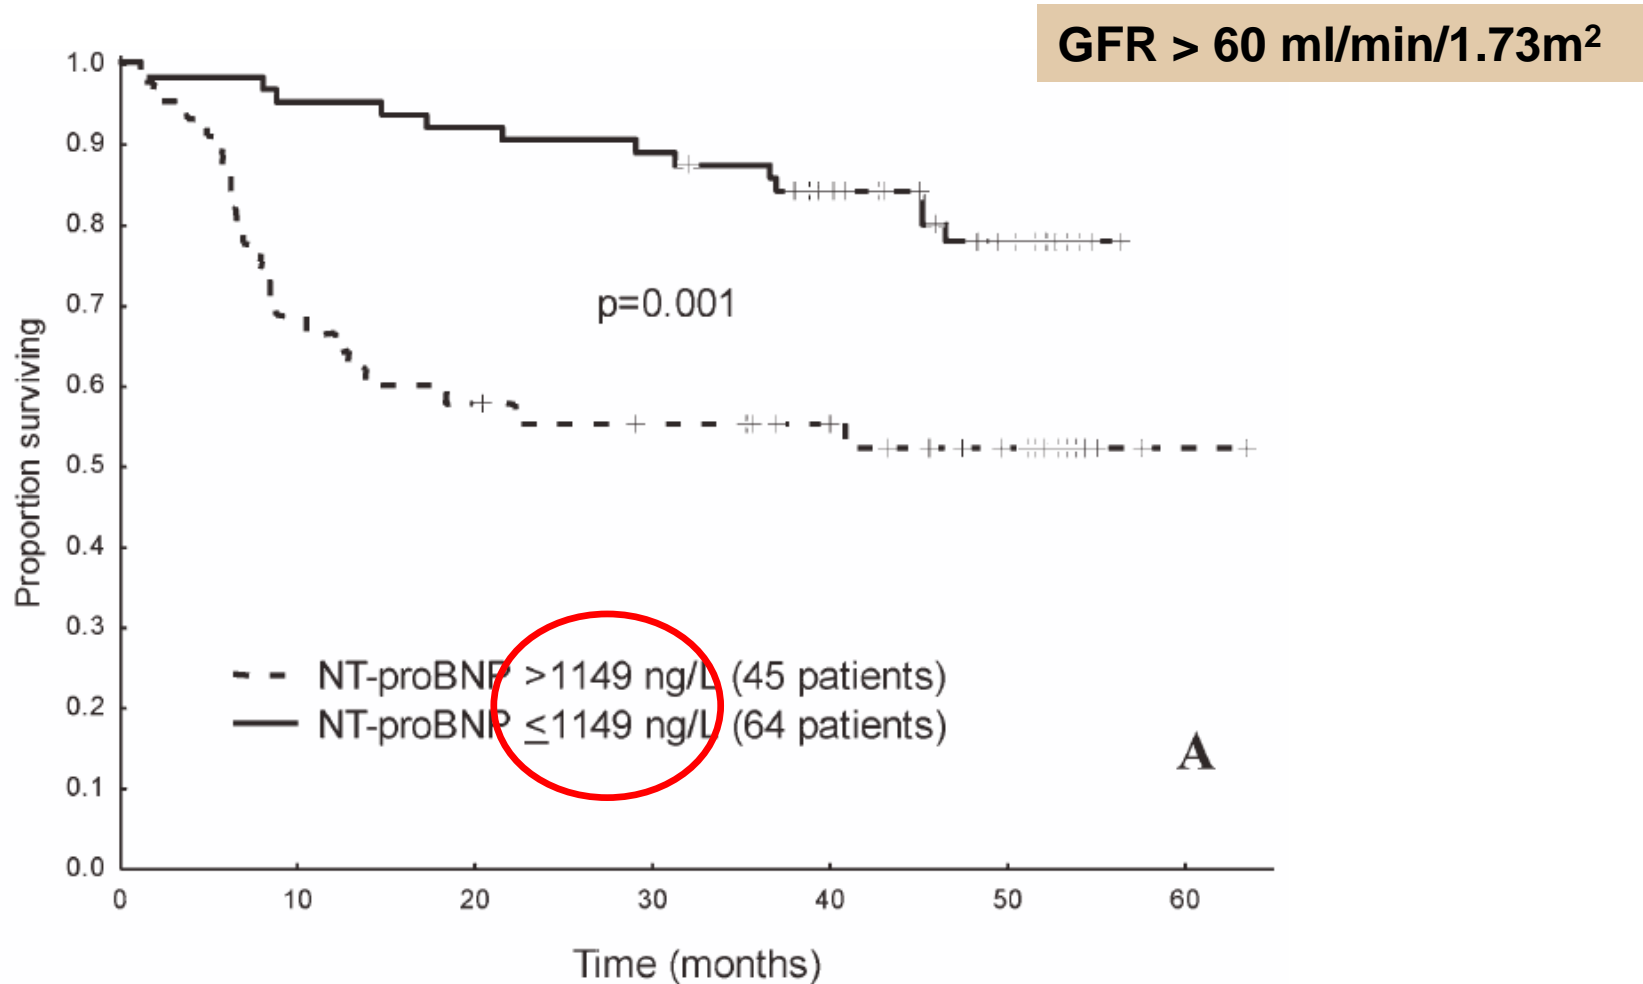 GFR > 60 ml/min/1.73m²
1.0
0.9
0.8
0.7
0.6
0.5
0.4
0.3
0.2
0.1
0.0
Proportion surviving
p=0.001
NT-proBNP >1149 ng/L (45 patients)
NT-proBNP ≤1149 ng/L (64 patients)
A
0 10 20 30 40 50 60
Time (months)